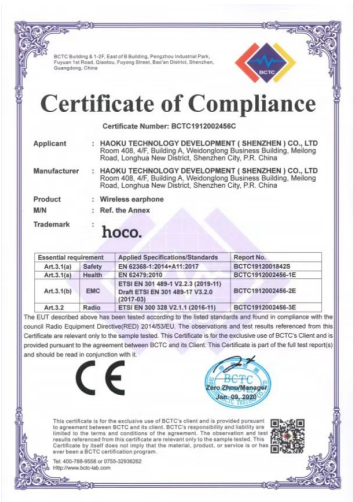 BCTC Building & 1-2F, East of B Building, Pengzhou Industrial Park,
Fuyuan 1st Road, Qiaotou, Fuyong Street, Bao'an District, Shenzhen,
Guangdong, China
BCTC
Certificate of Compliance
Certificate Number: BCTC1912002456C
Applicant : HAOKU TECHNOLOGY DEVELOPMENT ( SHENZHEN ) CO., LTD
Room 408, 4/F, Building A, Weidonglong Business Building, Meilong
Road, Longhua New District, Shenzhen City, P.R. China
Manufacturer : HAOKU TECHNOLOGY DEVELOPMENT ( SHENZHEN ) CO., LTD
Room 408, 4/F, Building A, Weidonglong Business Building, Meilong
Road, Longhua New District, Shenzhen City, P.R. China
Product : Wireless earphone
M/N : Ref. the Annex
Trademark :
hoco.
Essential requirement Applied Specifications/Standards Report No.
Art.3.1(a) Safety EN 62368-1:2014+A11:2017 BCTC1912001842S
Art.3.1(a) Health EN 62479:2010 BCTC1912002456-1E
Art.3.1(b) EMC ETSI EN 301 489-1 V2.2.3 (2019-11)
Draft ETSI EN 301 489-17 V3.2.0
(2017-03) BCTC1912002456-2E
Art.3.2 Radio ETSI EN 300 328 V2.1.1 (2016-11) BCTC1912002456-3E
The EUT described above has been tested according to the listed standards and found in compliance with the
council Radio Equipment Directive(RED) 2014/53/EU. The observations and test results referenced from this
Certificate are relevant only to the sample tested. This Certificate is for the exclusive use of BCTC's Client and is
provided pursuant to the agreement between BCTC and its Client. This Certificate is part of the full test report(s)
and should be read in conjunction with it.
CE
BCTC
Zero Zhou/Manager
Jan. 09, 2020
This certificate is for the exclusive use of BCTC's client and is provided pursuant
to agreement between BCTC and its client. BCTC's responsibility and liability are
limited to the terms and conditions of the agreement. The observation and test
results referenced from this certificate are relevant only to the sample tested. This
Certificate by itself does not imply that the material, product, or service is or has
ever been a BCTC certification program.
Tel: 400-788-9558 or 0755-32936262
Http://www.bctc-lab.com